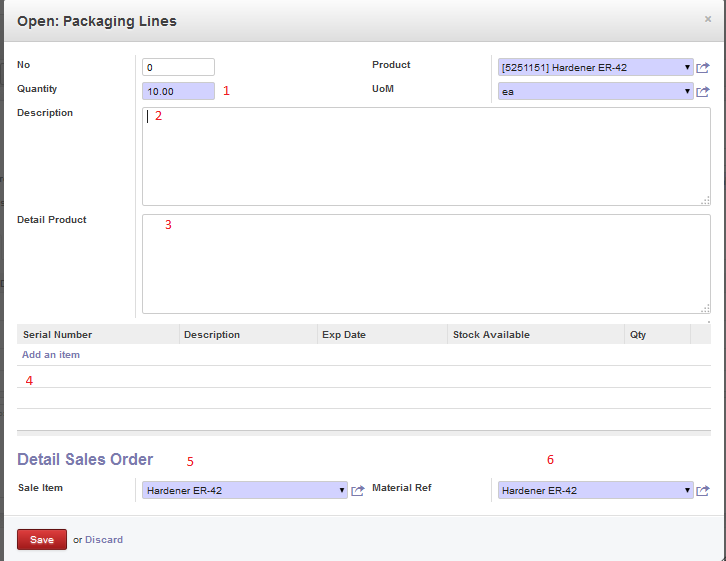 Open: Packaging Lines ×
No 0 Product [5251151] Hardener ER-42
Quantity 10.00 1 UoM ea
Description 2
Detail Product 3
Serial Number Description Exp Date Stock Available Qty
Add an item
4
Detail Sales Order 5 6
Sale Item Hardener ER-42 Material Ref Hardener ER-42
Save or Discard